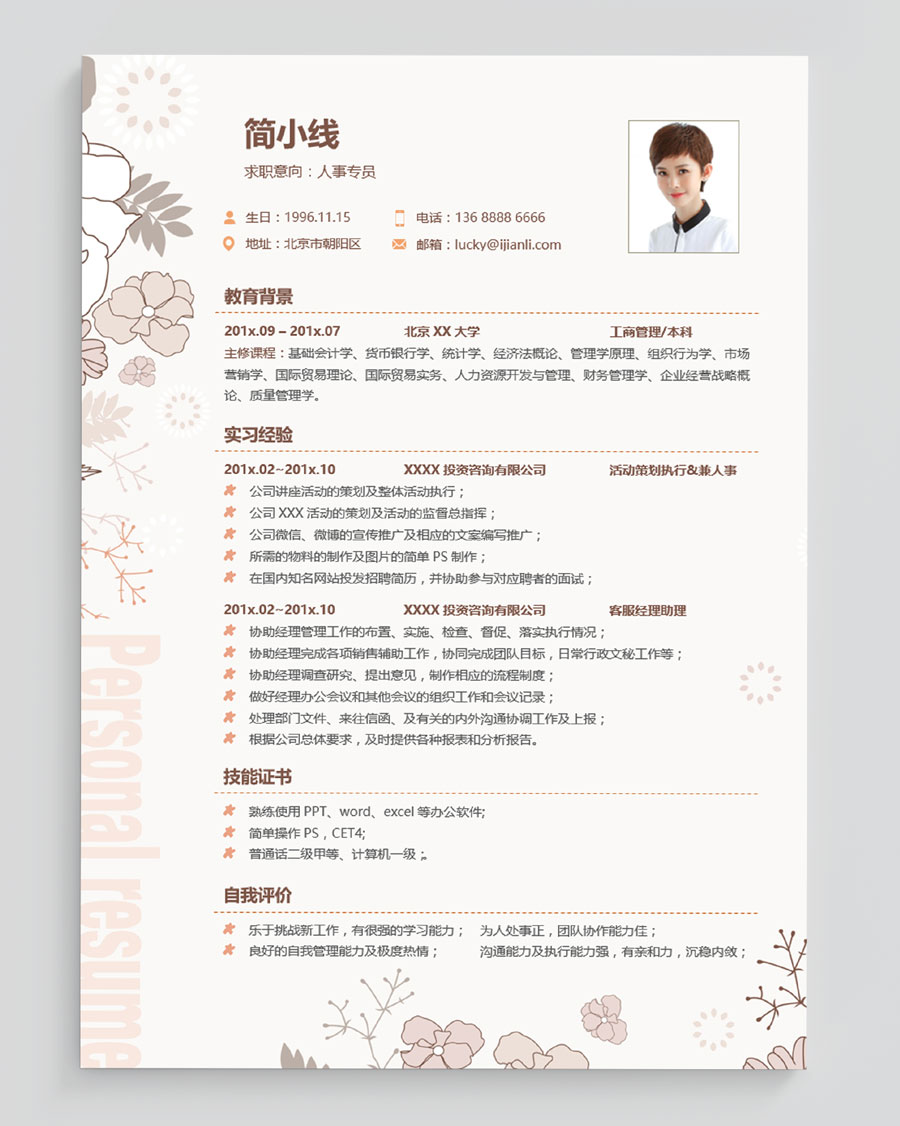 简小线
求职意向：人事专员
生日：1996.11.15
电话：136 8888 6666
地址：北京市朝阳区
邮箱：lucky@ijianli.com
教育背景
201x.09 – 201x.07 北京 XX 大学 工商管理/本科
主修课程：基础会计学、货币银行学、统计学、经济法概论、管理学原理、组织行为学、市场
营销学、国际贸易理论、国际贸易实务、人力资源开发与管理、财务管理学、企业经营战略概
论、质量管理学。
实习经验
201x.02~201x.10 XXXX 投资咨询有限公司 活动策划执行&兼人事
公司讲座活动的策划及整体活动执行；
公司 XXX 活动的策划及活动的监督总指挥；
公司微信、微博的宣传推广及相应的文案编写推广；
所需的物料的制作及图片的简单 PS 制作；
在国内知名网站投发招聘简历，并协助参与对应聘者的面试；
201x.02~201x.10 XXXX 投资咨询有限公司 客服经理助理
协助经理管理工作的布置、实施、检查、督促、落实执行情况；
协助经理完成各项销售辅助工作，协同完成团队目标，日常行政文秘工作等；
协助经理调查研究、提出意见，制作相应的流程制度；
做好经理办公会议和其他会议的组织工作和会议记录；
处理部门文件、来往信函、及有关的内外沟通协调工作及上报；
根据公司总体要求，及时提供各种报表和分析报告。
技能证书
熟练使用 PPT、word、excel 等办公软件;
简单操作 PS，CET4;
普通话二级甲等、计算机一级；。
自我评价
乐于挑战新工作，有很强的学习能力； 为人处事正，团队协作能力佳；
良好的自我管理能力及极度热情； 沟通能力及执行能力强，有亲和力，沉稳内敛；
Personal resume